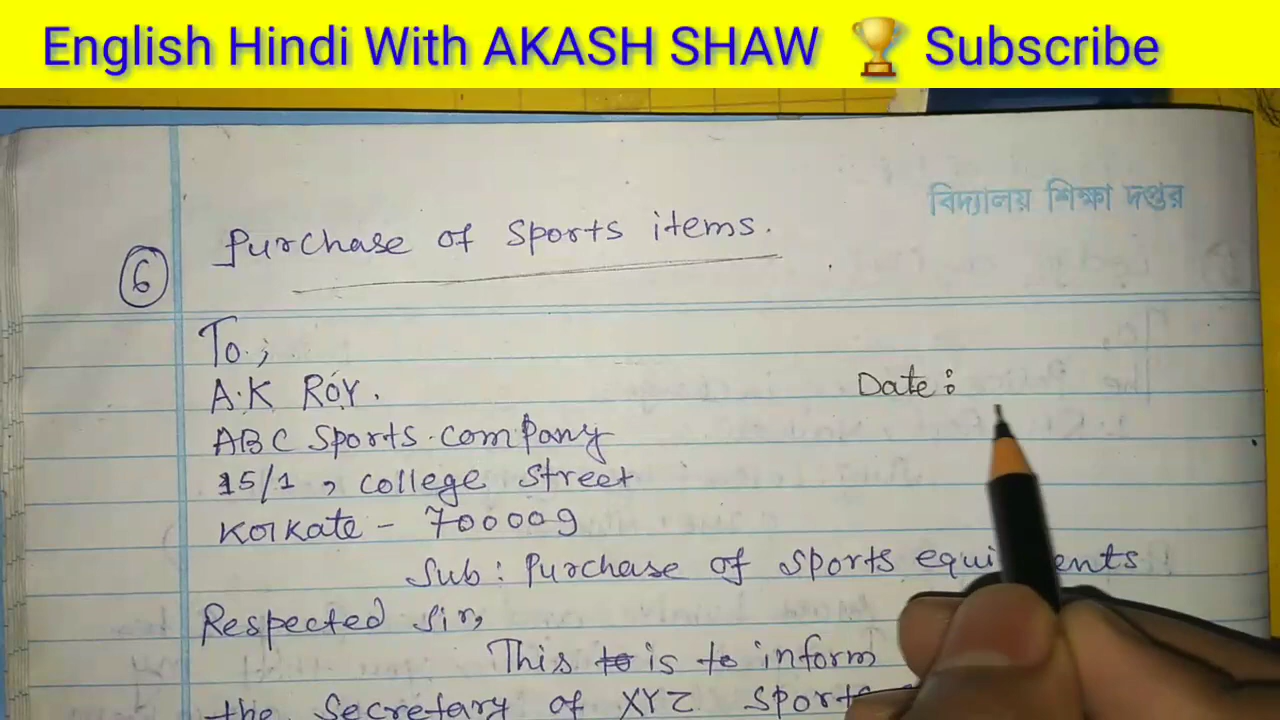 English Hindi With AKASH SHAW 🏆 Subscribe
বিদ্যালয় শিক্ষা দপ্তর
Purchase of Sports items.
6
To,
A.K ROY.
Date:
ABC Sports company
15/1, College Street
Kolkate - 700009
Sub: Purchase of sports equi ents
Respected Sir,
This to is to inform
the Secretary of XYZ Sports